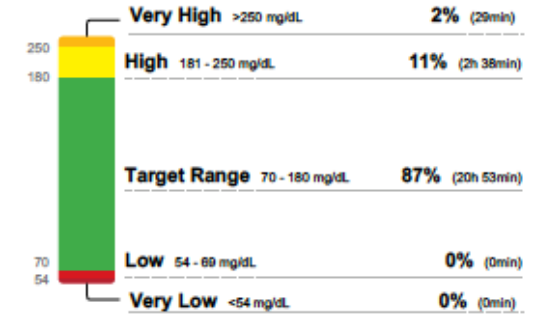 Very High >250 mg/dL 2% (29min)
250
High 181 - 250 mg/dL 11% (2h 38min)
180
Target Range 70 - 180 mg/dL 87% (20h 53min)
70
Low 54 - 69 mg/dL 0% (0min)
54
Very Low <54 mg/dL 0% (0min)